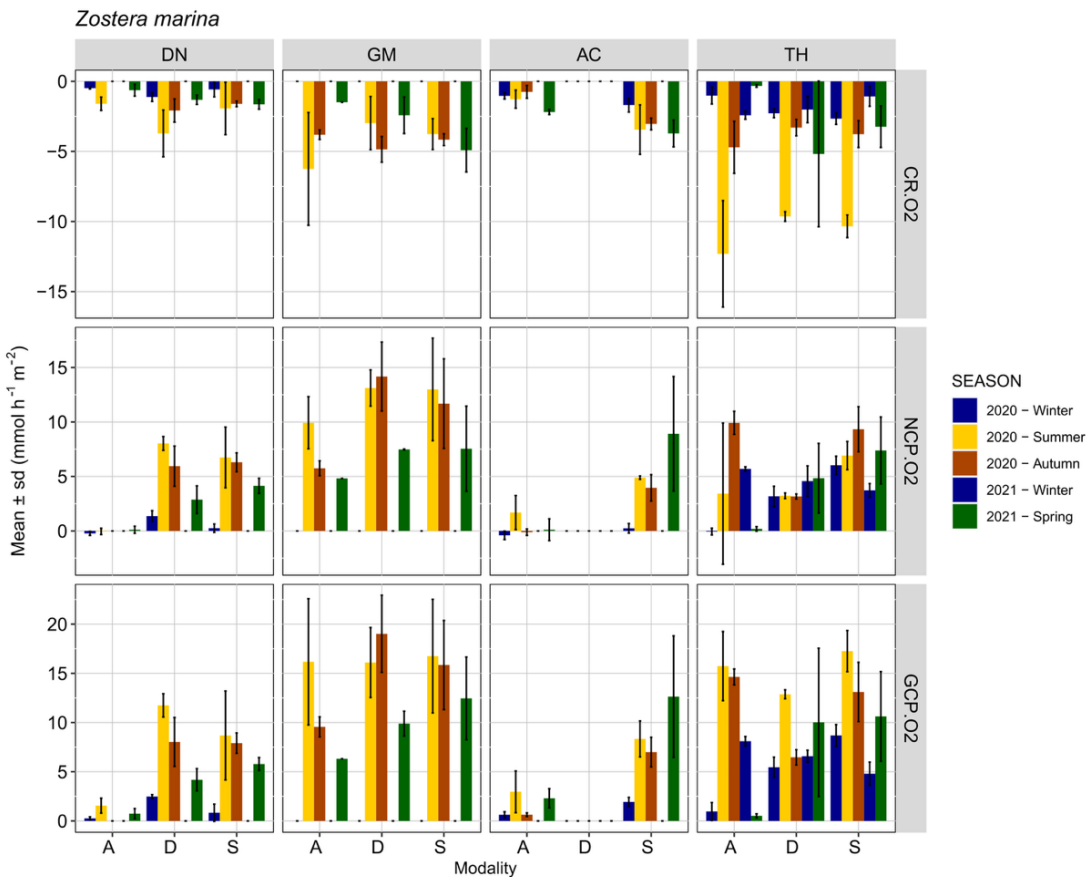 Zostera marina
DN GM AC TH
0
−5
−10
−15
CR.O2
15
10
5
0
NCP.O2
20
15
10
5
0
GCP.O2
Mean ± sd (mmol h⁻¹ m⁻²)
A D S A D S A D S A D S
Modality
SEASON
2020 − Winter
2020 − Summer
2020 − Autumn
2021 − Winter
2021 − Spring